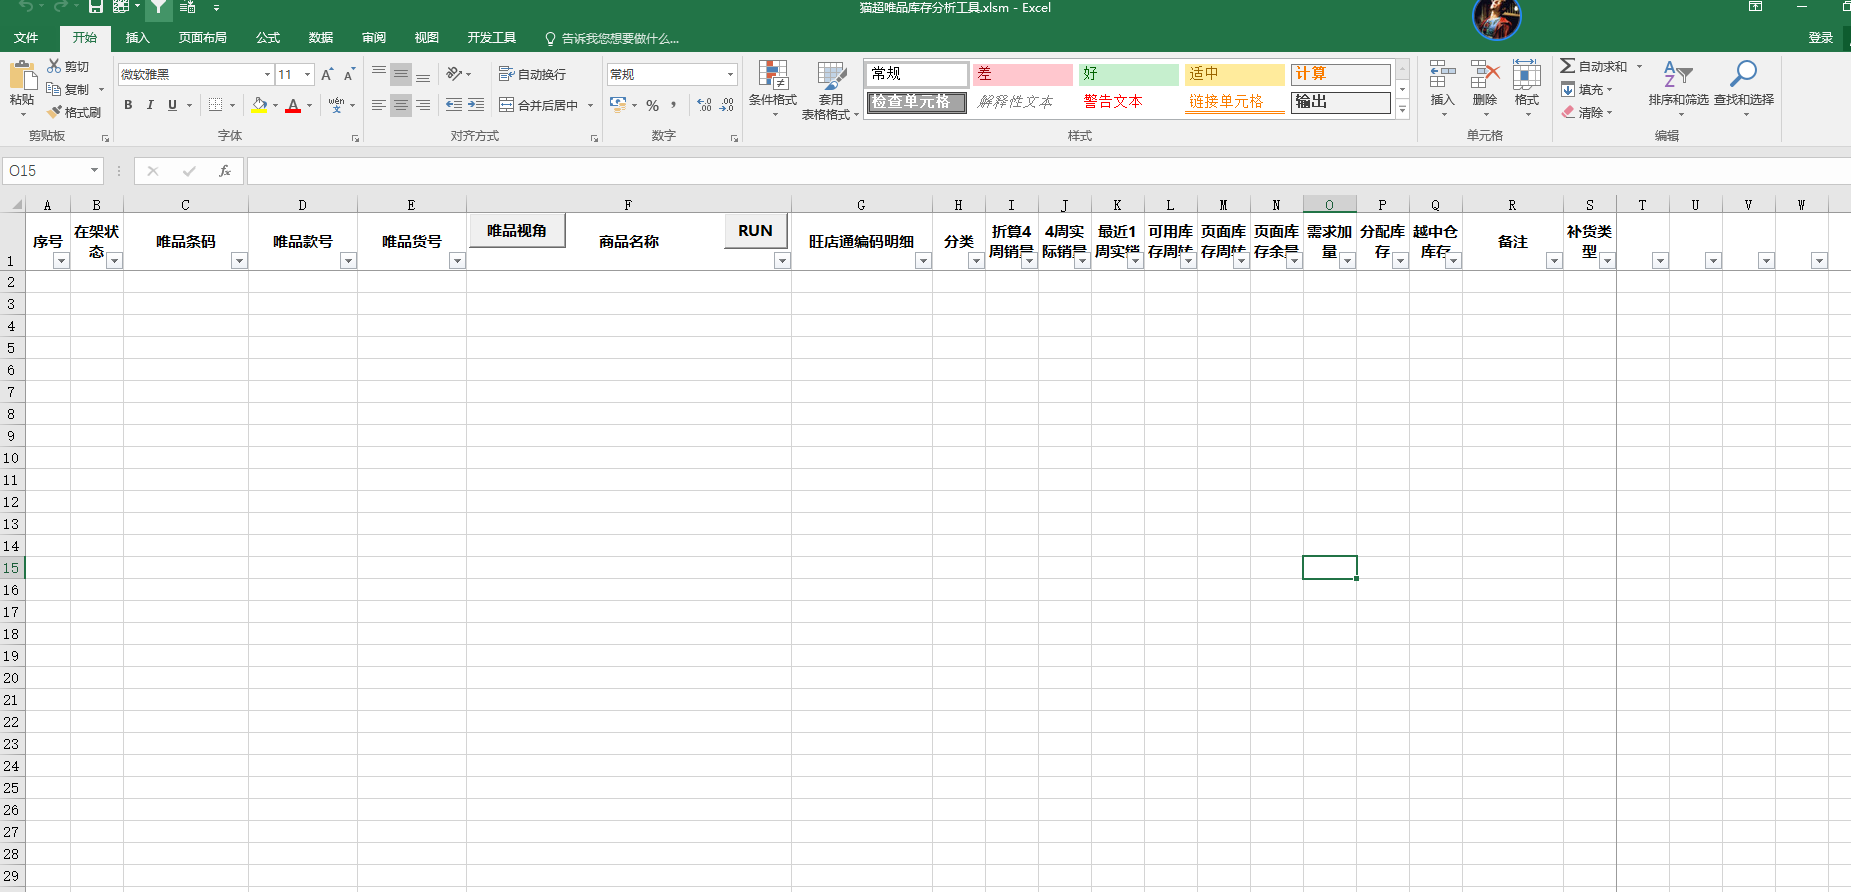 猫超唯品库存分析工具.xlsm - Excel
文件 开始 插入 页面布局 公式 数据 审阅 视图 开发工具 告诉我您想要做什么... 登录
粘贴 剪切 复制 格式刷 剪贴板
微软雅黑 11 B I U A wén 文 字体
自动换行 合并后居中 对齐方式
常规 % 数字
条件格式 套用表格格式
常规 差 好 适中 计算
检查单元格 解释性文本 警告文本 链接单元格 输出
样式
插入 删除 格式 单元格
自动求和 填充 清除 排序和筛选 查找和选择 编辑
O15 fx
A B C D E F G H I J K L M N O P Q R S T U V W
1 序号 在架状态 唯品条码 唯品款号 唯品货号 唯品视角 商品名称 RUN 旺店通编码明细 分类 折算4周销量 4周实际销量 最近1周实销 可用库存周转 页面库存周转 页面库存余量 需求加量 分配库存 越中仓库存 备注 补货类型
2
3
4
5
6
7
8
9
10
11
12
13
14
15
16
17
18
19
20
21
22
23
24
25
26
27
28
29